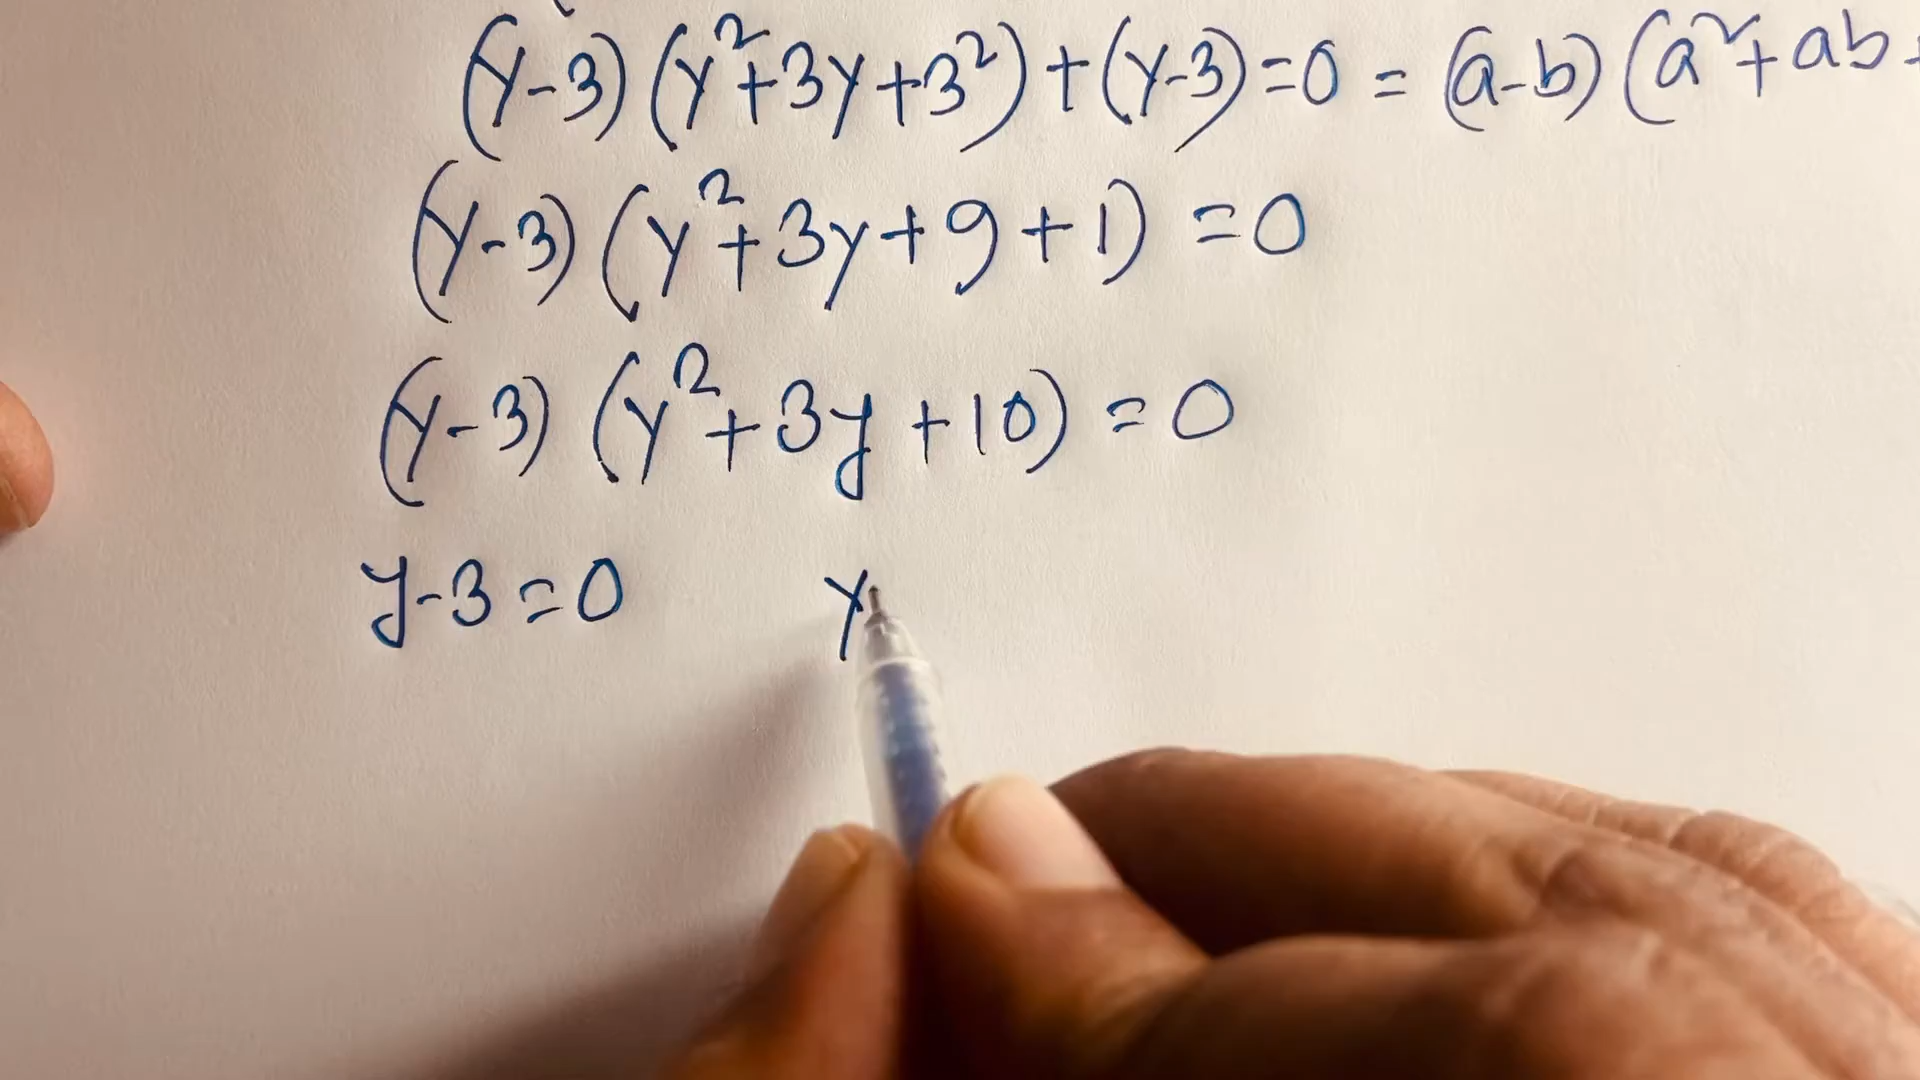 (y-3)(y²+3y+3²)+(y-3)=0 = (a-b)(a²+ab+
(y-3)(y²+3y+9+1)=0
(y-3)(y²+3y+10)=0
y-3=0 y